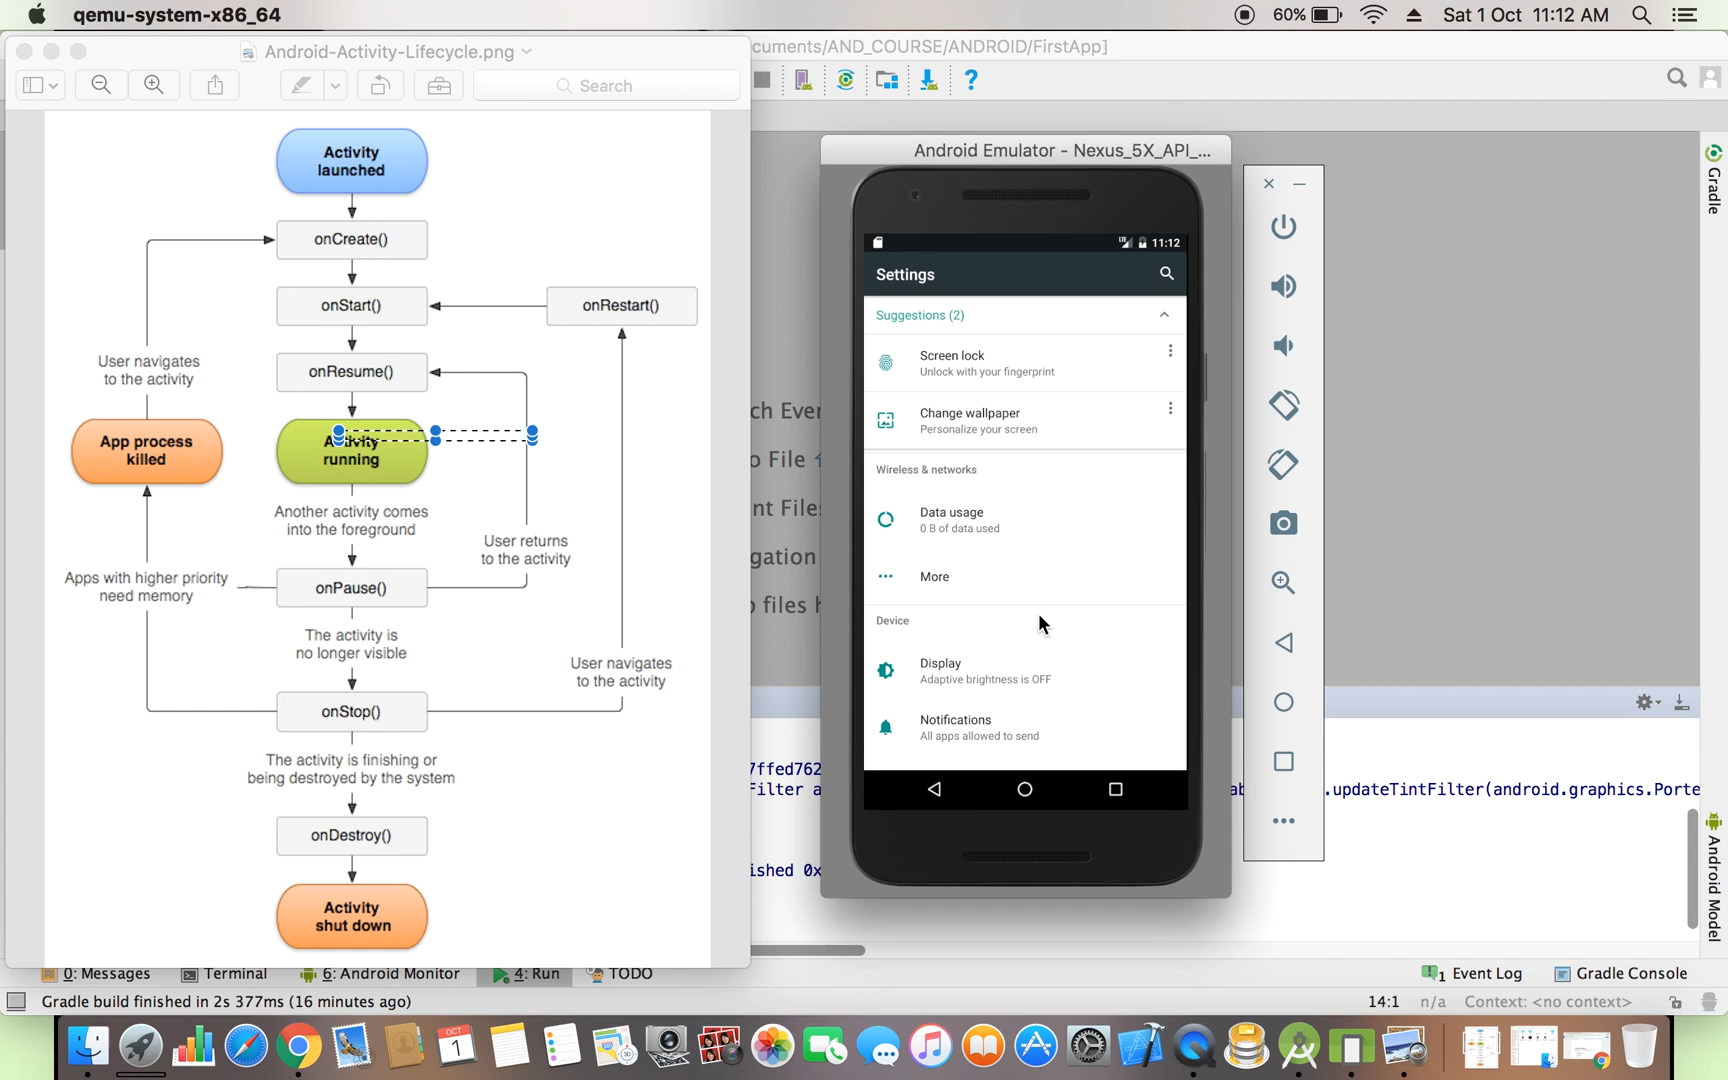 qemu-system-x86_64
60%
Sat 1 Oct 11:12 AM
Android-Activity-Lifecycle.png
Search
Activity
launched
onCreate()
onStart()
onRestart()
User navigates
to the activity
onResume()
App process
killed
Activity
running
Another activity comes
into the foreground
User returns
to the activity
Apps with higher priority
need memory
onPause()
The activity is
no longer visible
User navigates
to the activity
onStop()
The activity is finishing or
being destroyed by the system
onDestroy()
Activity
shut down
cuments/AND_COURSE/ANDROID/FirstApp]
?
Gradle
Android Emulator - Nexus_5X_API_...
LTE
11:12
Settings
Suggestions (2)
Screen lock
Unlock with your fingerprint
Change wallpaper
Personalize your screen
Wireless & networks
Data usage
0 B of data used
More
Device
Display
Adaptive brightness is OFF
Notifications
All apps allowed to send
ch Ever
o File
nt File
gation
files
7ffed762
Filter a
.updateTintFilter(android.graphics.Porte
ished 0x
Android Model
0: Messages
Terminal
6: Android Monitor
4: Run
TODO
1 Event Log
Gradle Console
Gradle build finished in 2s 377ms (16 minutes ago)
14:1
n/a
Context: <no context>
OCT
1
3D